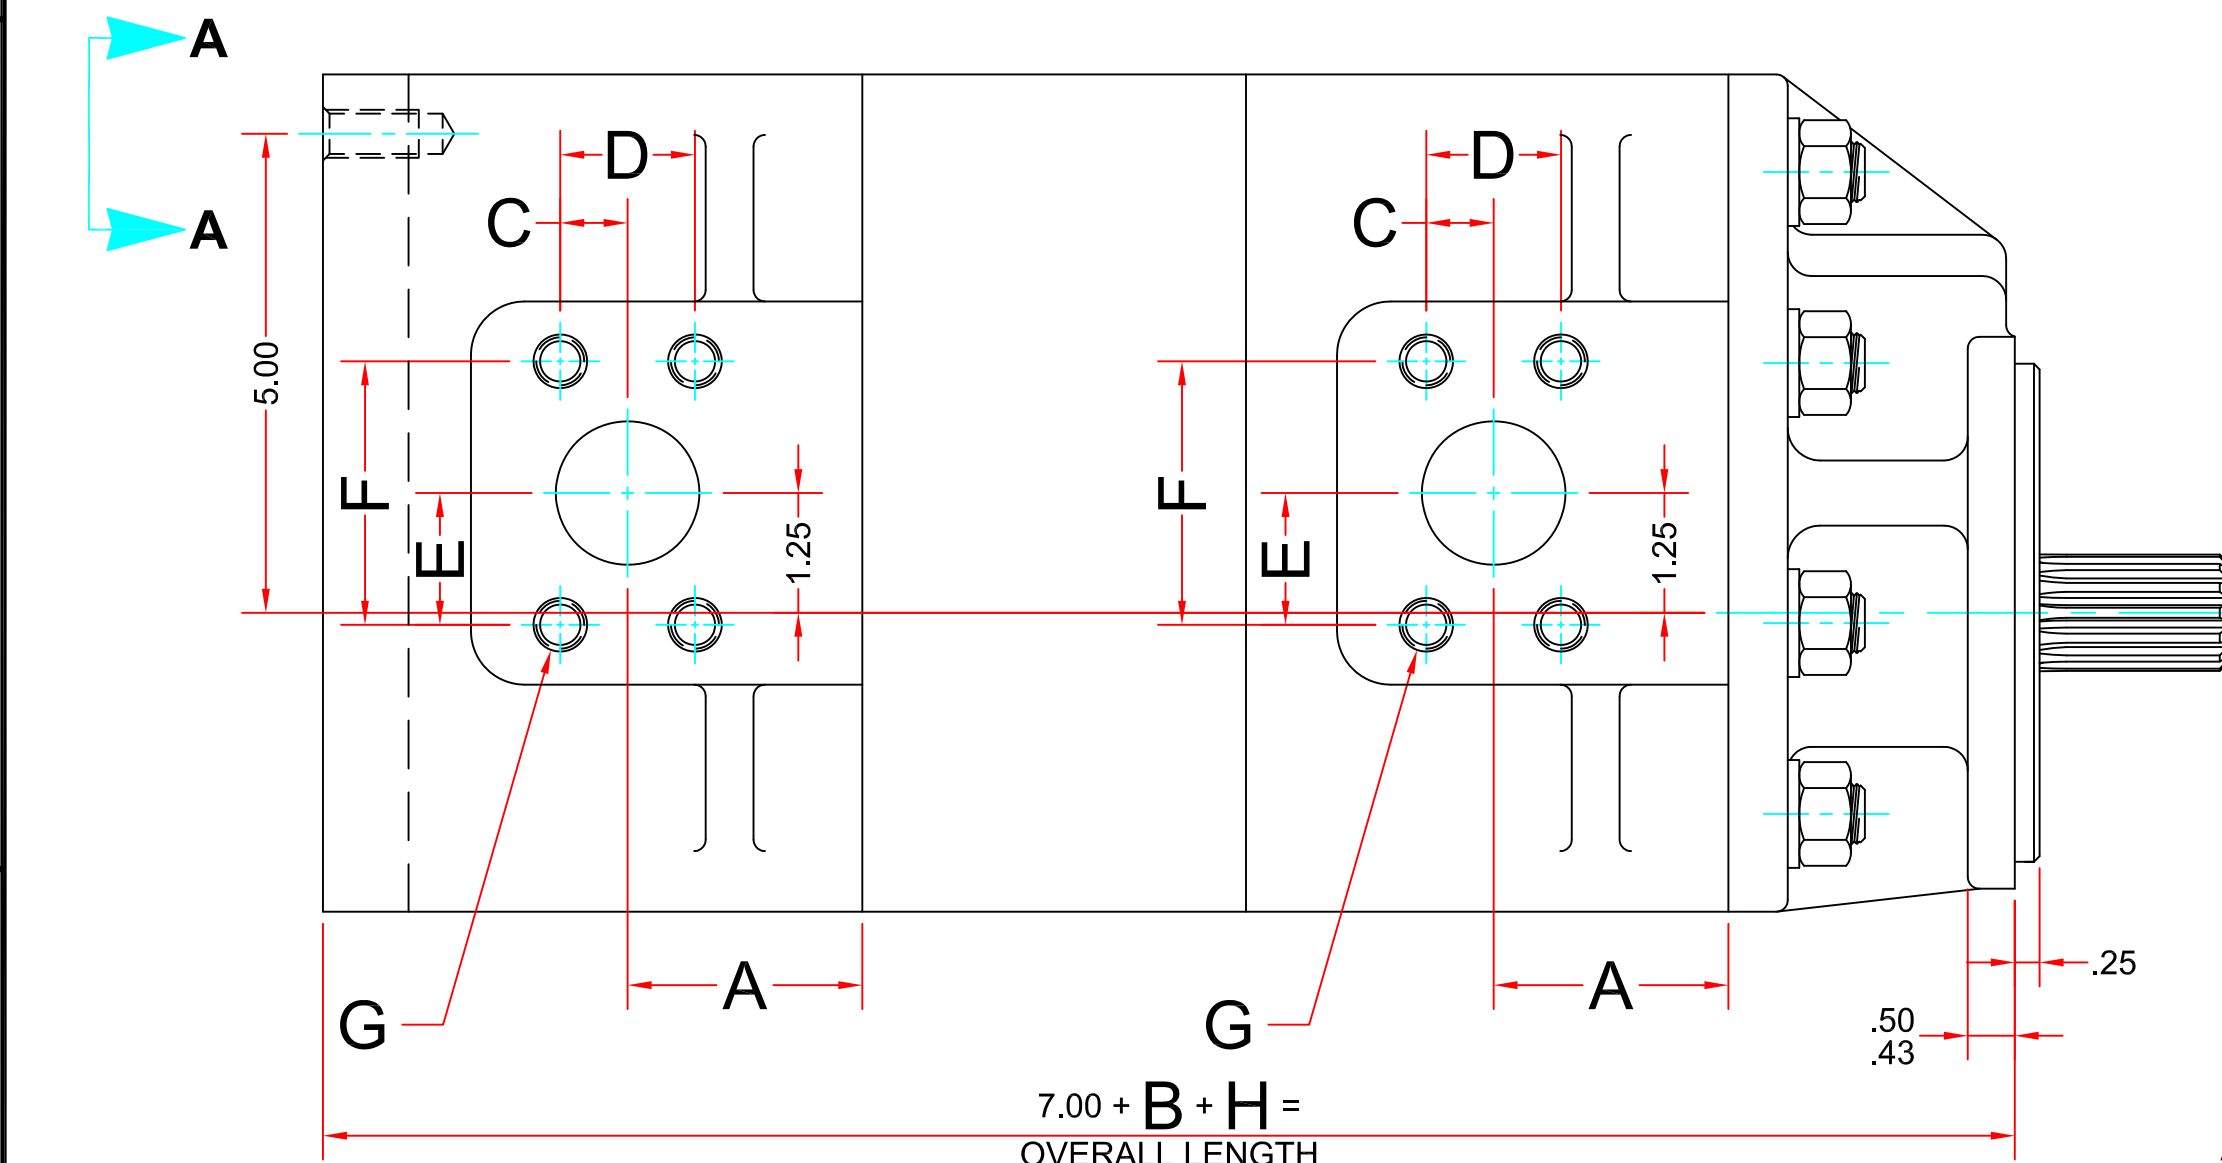 A
A
D
D
C
C
5.00
F
E
1.25
F
E
1.25
A
A
.25
G
G
.50
.43
7.00 + B + H =
OVERALL LENGTH